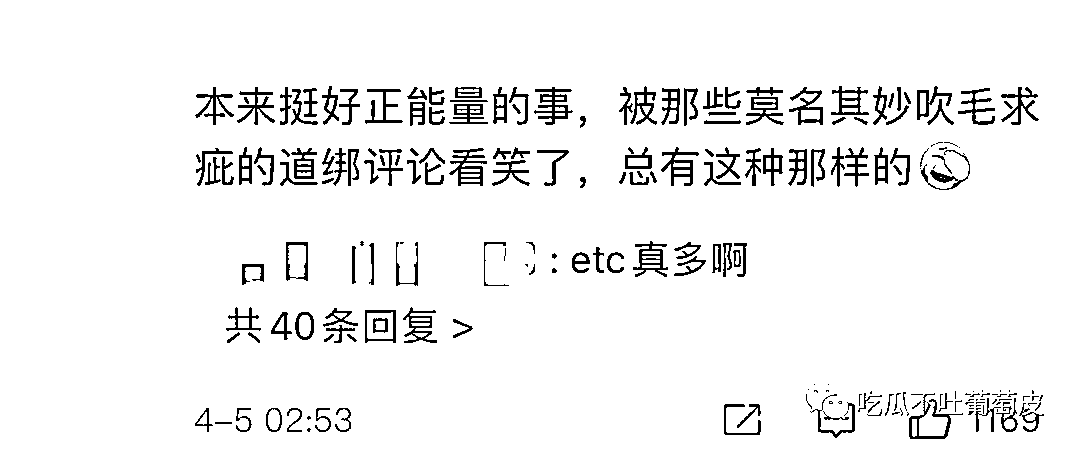 本来挺好正能量的事，被那些莫名其妙吹毛求
疵的道绑评论看笑了，总有这种那样的
: etc真多啊
共40条回复 >
4-5 02:53
吃瓜不吐葡萄皮
1169